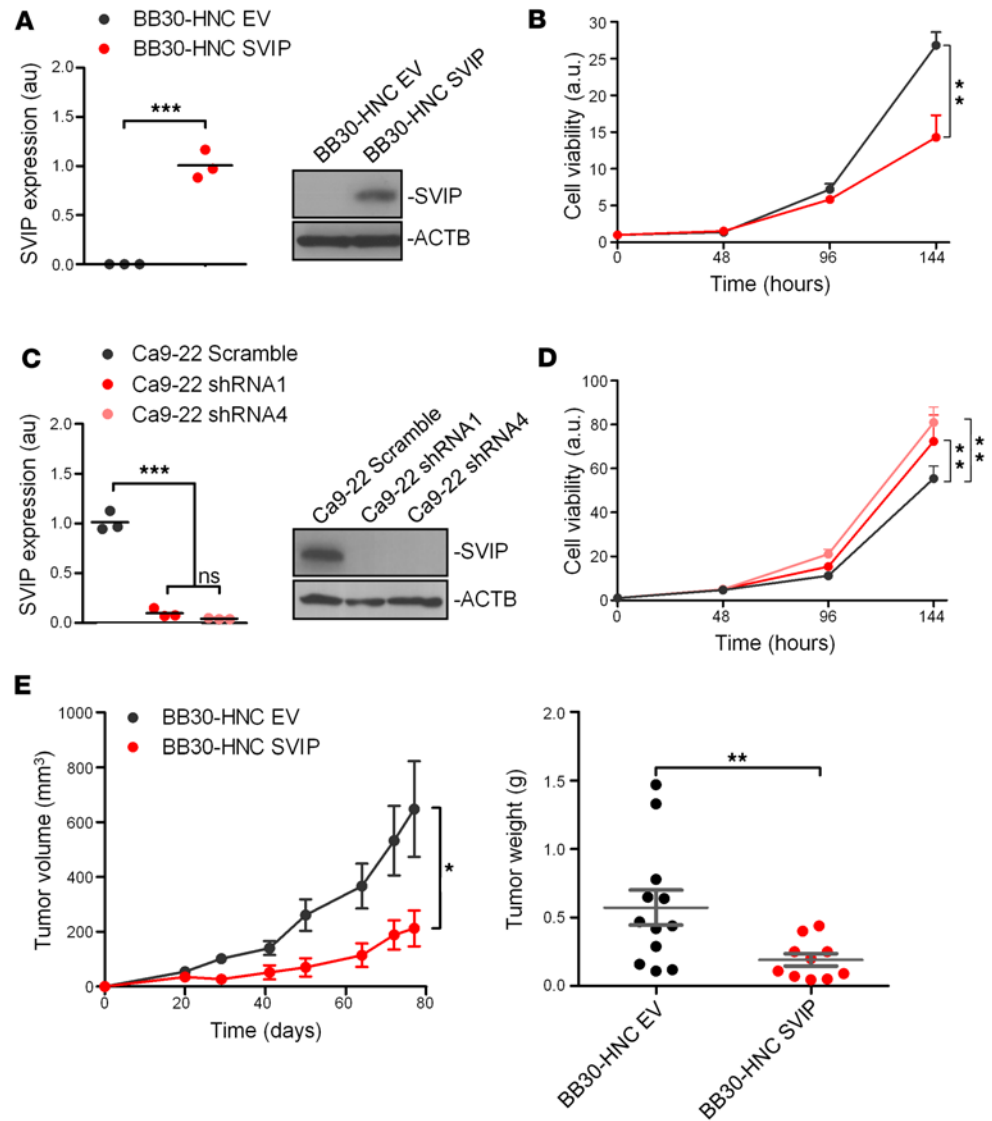 A
BB30-HNC EV
BB30-HNC SVIP
SVIP expression (au)
2.0
1.5
1.0
0.5
0.0
***
BB30-HNC EV
BB30-HNC SVIP
-SVIP
-ACTB
B
Cell viability (a.u.)
30
25
20
15
10
5
0
**
0 48 96 144
Time (hours)
C
Ca9-22 Scramble
Ca9-22 shRNA1
Ca9-22 shRNA4
SVIP expression (au)
2.0
1.0
0.5
0.0
***
ns
Ca9-22 Scramble
Ca9-22 shRNA1
Ca9-22 shRNA4
-SVIP
-ACTB
D
Cell viability (a.u.)
100
80
60
40
20
0
**
**
0 48 96 144
Time (hours)
E
BB30-HNC EV
BB30-HNC SVIP
Tumor volume (mm³)
1000
800
600
400
200
0
*
0 20 40 60 80
Time (days)
Tumor weight (g)
2.0
1.5
1.0
0.5
0.0
**
BB30-HNC EV
BB30-HNC SVIP